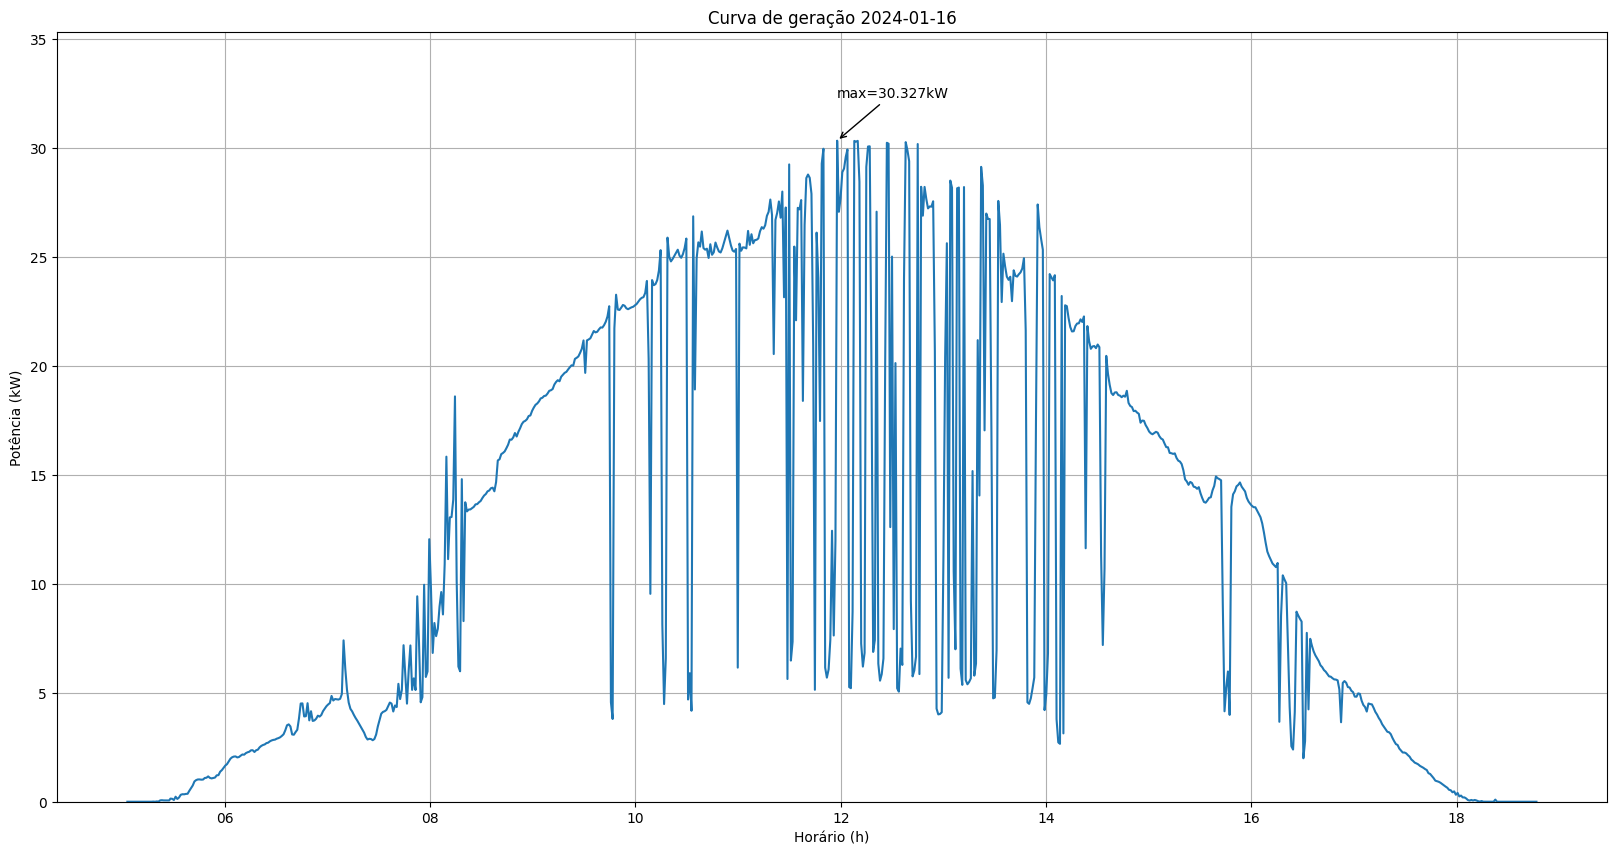 Curva de geração 2024-01-16
35
max=30.327kW
30
25
20
Potência (kW)
15
10
5
0
06 08 10 12 14 16 18
Horário (h)